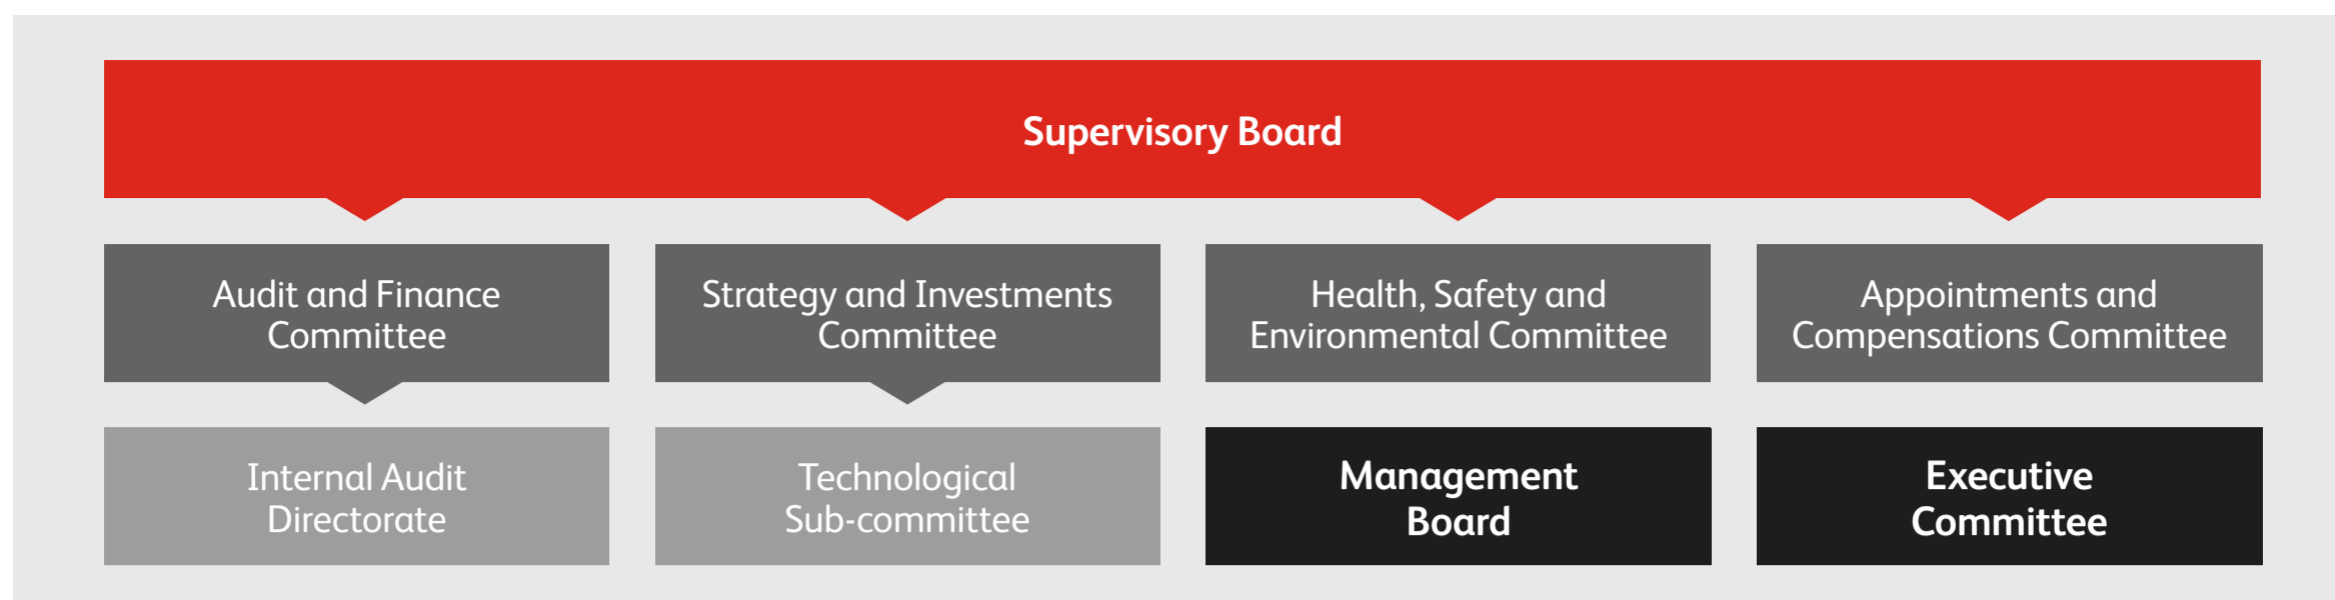 Supervisory Board
Audit and Finance
Committee
Strategy and Investments
Committee
Health, Safety and
Environmental Committee
Appointments and
Compensations Committee
Internal Audit
Directorate
Technological
Sub-committee
Management
Board
Executive
Committee